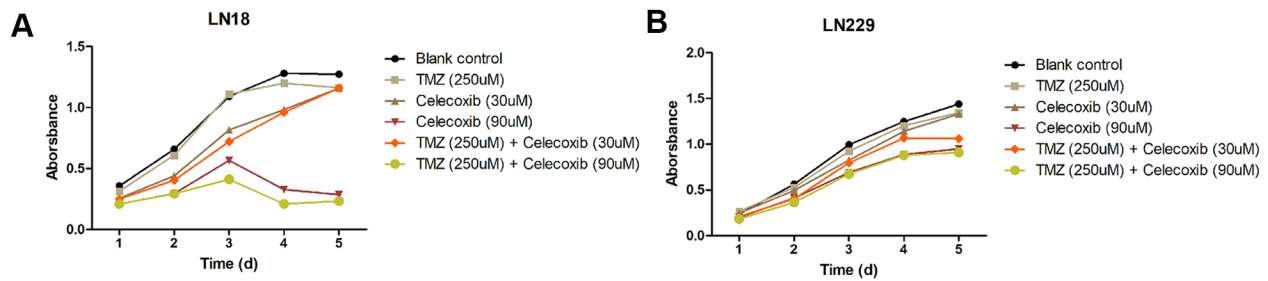 A
LN18
Aborsbance
1.5
1.0
0.5
0.0
1 2 3 4 5
Time (d)
Blank control
TMZ (250uM)
Celecoxib (30uM)
Celecoxib (90uM)
TMZ (250uM) + Celecoxib (30uM)
TMZ (250uM) + Celecoxib (90uM)
B
LN229
Aborsbance
2.0
1.5
1.0
0.5
0.0
1 2 3 4 5
Time (d)
Blank control
TMZ (250uM)
Celecoxib (30uM)
Celecoxib (90uM)
TMZ (250uM) + Celecoxib (30uM)
TMZ (250uM) + Celecoxib (90uM)